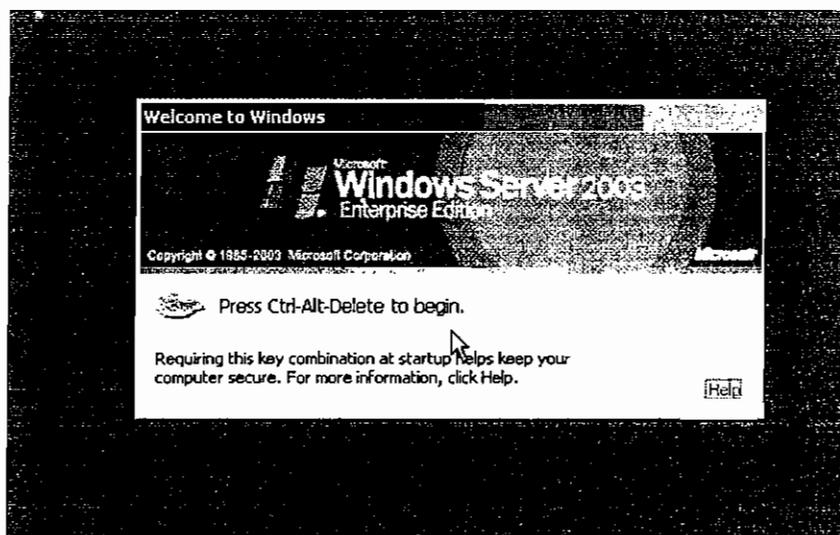 Welcome to Windows
Microsoft
Windows Server 2003
Enterprise Edition
Copyright © 1985-2003 Microsoft Corporation
Microsoft
Press Ctrl-Alt-Delete to begin.
Requiring this key combination at startup helps keep your
computer secure. For more information, click Help.
Help